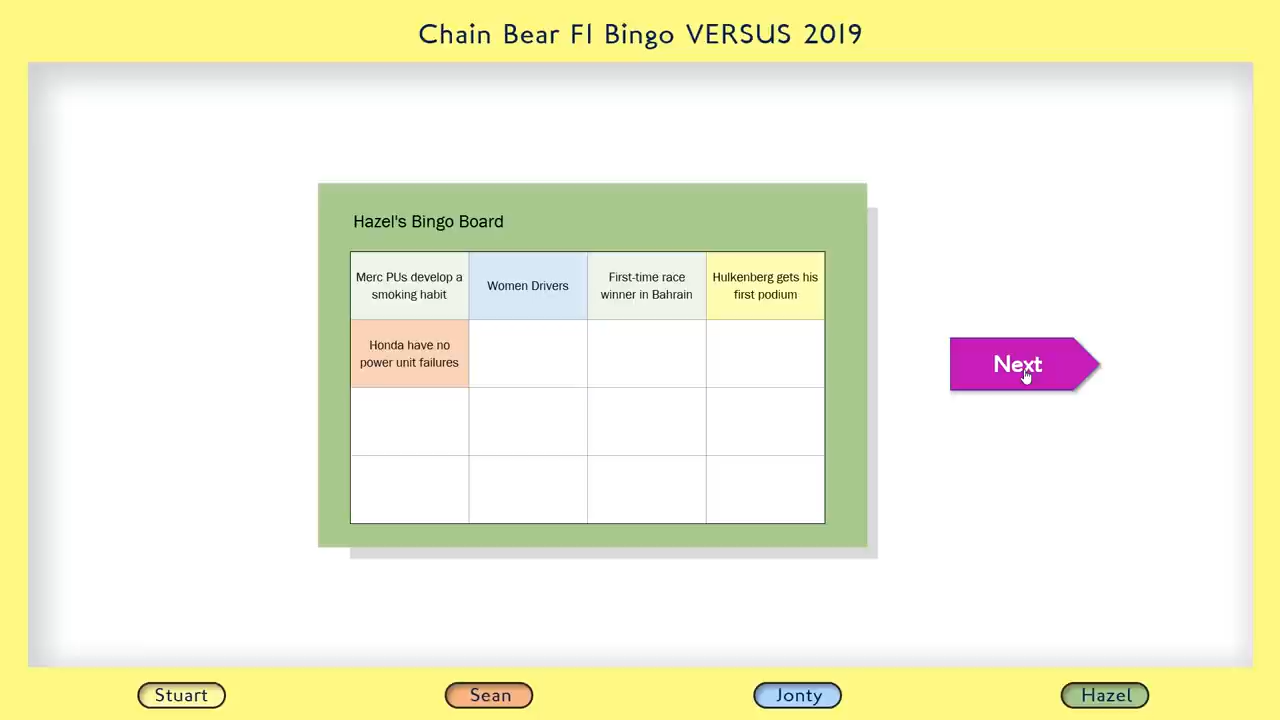 Chain Bear F1 Bingo VERSUS 2019
Hazel's Bingo Board
Merc PUs develop a
smoking habit
Women Drivers
First-time race
winner in Bahrain
Hulkenberg gets his
first podium
Honda have no
power unit failures
Next
Stuart
Sean
Jonty
Hazel